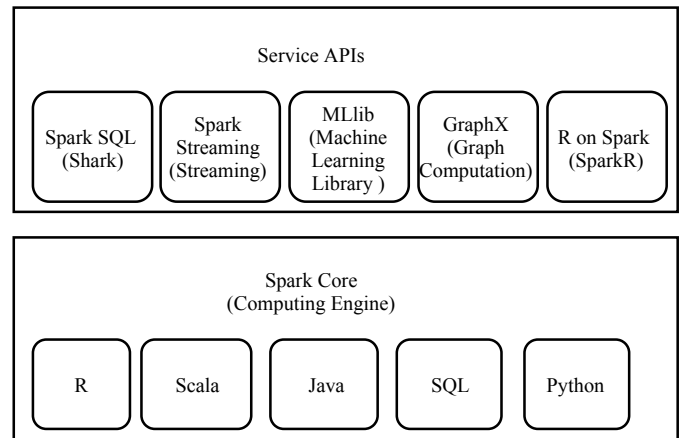 Service APIs
Spark SQL
(Shark)
Spark
Streaming
(Streaming)
MLlib
(Machine
Learning
Library )
GraphX
(Graph
Computation)
R on Spark
(SparkR)
Spark Core
(Computing Engine)
R
Scala
Java
SQL
Python